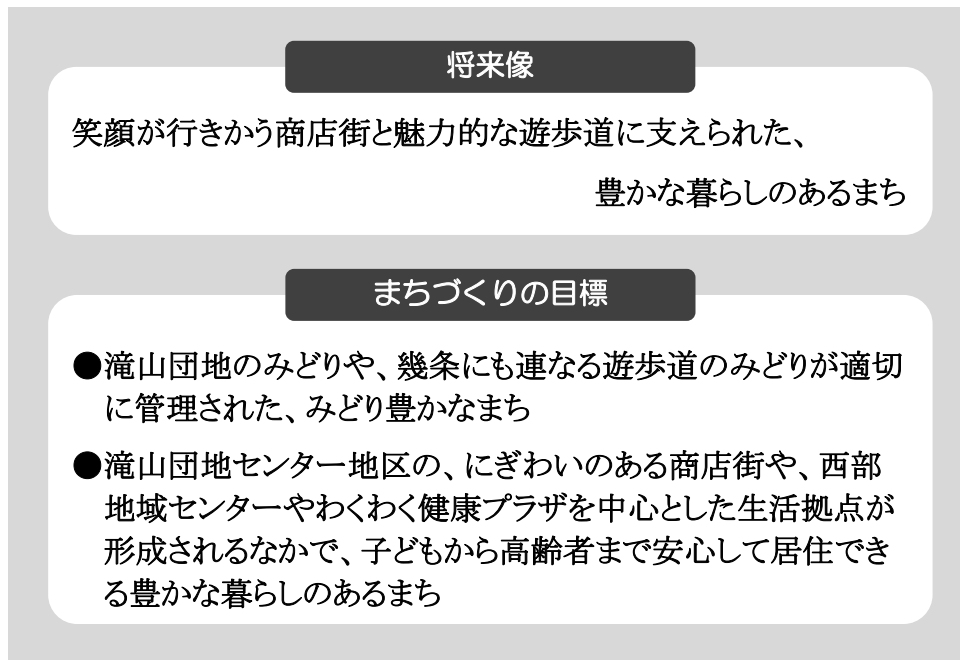 将来像
笑顔が行きかう商店街と魅力的な遊歩道に支えられた、
豊かな暮らしのあるまち
まちづくりの目標
●滝山団地のみどりや、幾条にも連なる遊歩道のみどりが適切
に管理された、みどり豊かなまち
●滝山団地センター地区の、にぎわいのある商店街や、西部
地域センターやわくわく健康プラザを中心とした生活拠点が
形成されるなかで、子どもから高齢者まで安心して居住でき
る豊かな暮らしのあるまち